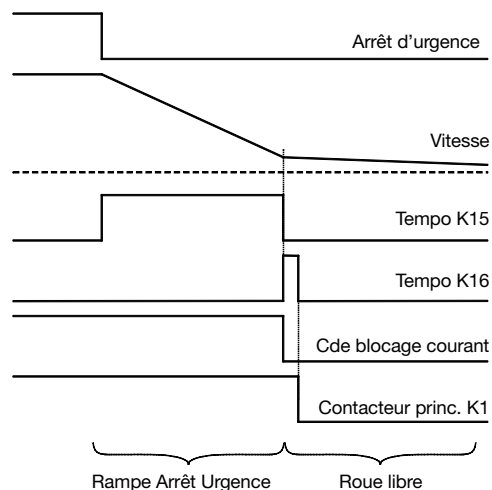 Arrêt d’urgence
Vitesse
Tempo K15
Tempo K16
Cde blocage courant
Contacteur princ. K1
Rampe Arrêt Urgence
Roue libre